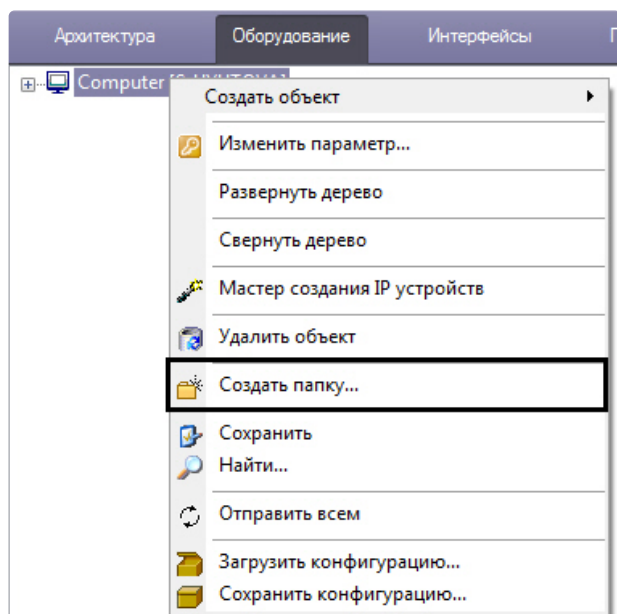 Архитектура Оборудование Интерфейсы
Computer
Создать объект
Изменить параметр...
Развернуть дерево
Свернуть дерево
Мастер создания IP устройств
Удалить объект
Создать папку...
Сохранить
Найти...
Отправить всем
Загрузить конфигурацию...
Сохранить конфигурацию...